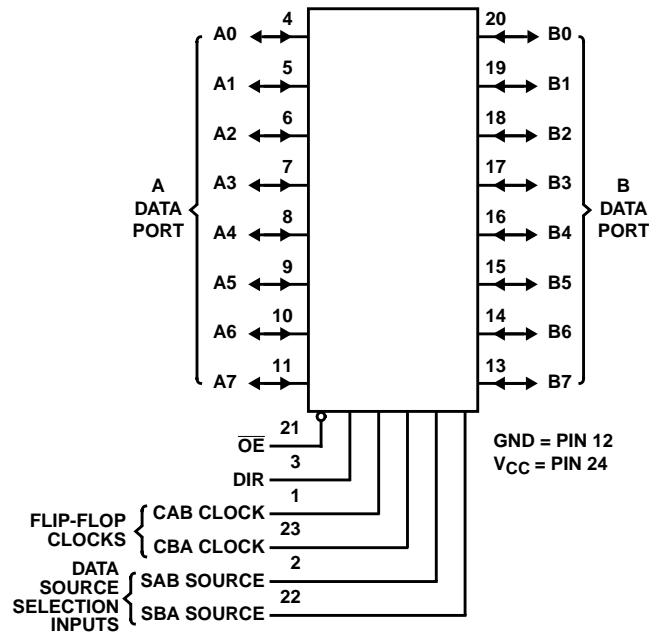 A0 4 20 B0
A1 5 19 B1
A2 6 18 B2
A3 7 17 B3
A
DATA
PORT
B
DATA
PORT
A4 8 16 B4
A5 9 15 B5
A6 10 14 B6
A7 11 13 B7
OE 21
DIR 3
GND = PIN 12
VCC = PIN 24
FLIP-FLOP
CLOCKS
CAB CLOCK 1
CBA CLOCK 23
DATA
SOURCE
SELECTION
INPUTS
SAB SOURCE 2
SBA SOURCE 22